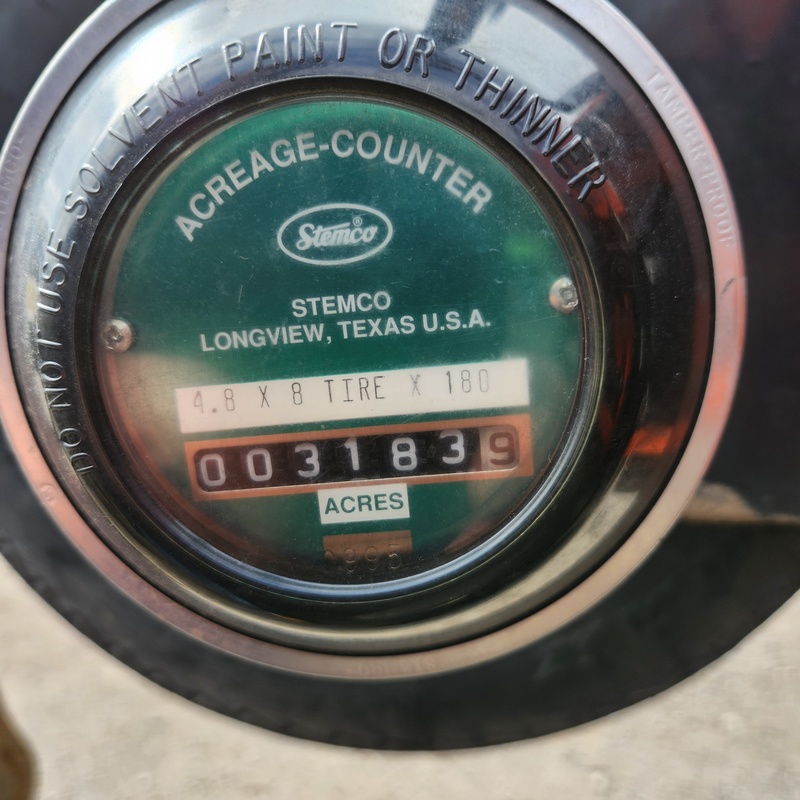 DO NOT USE SOLVENT PAINT OR THINNER
TAMPER PROOF
ACREAGE-COUNTER
Stemco®
STEMCO
LONGVIEW, TEXAS U.S.A.
4.8 X 8 TIRE X 180
0031839
ACRES